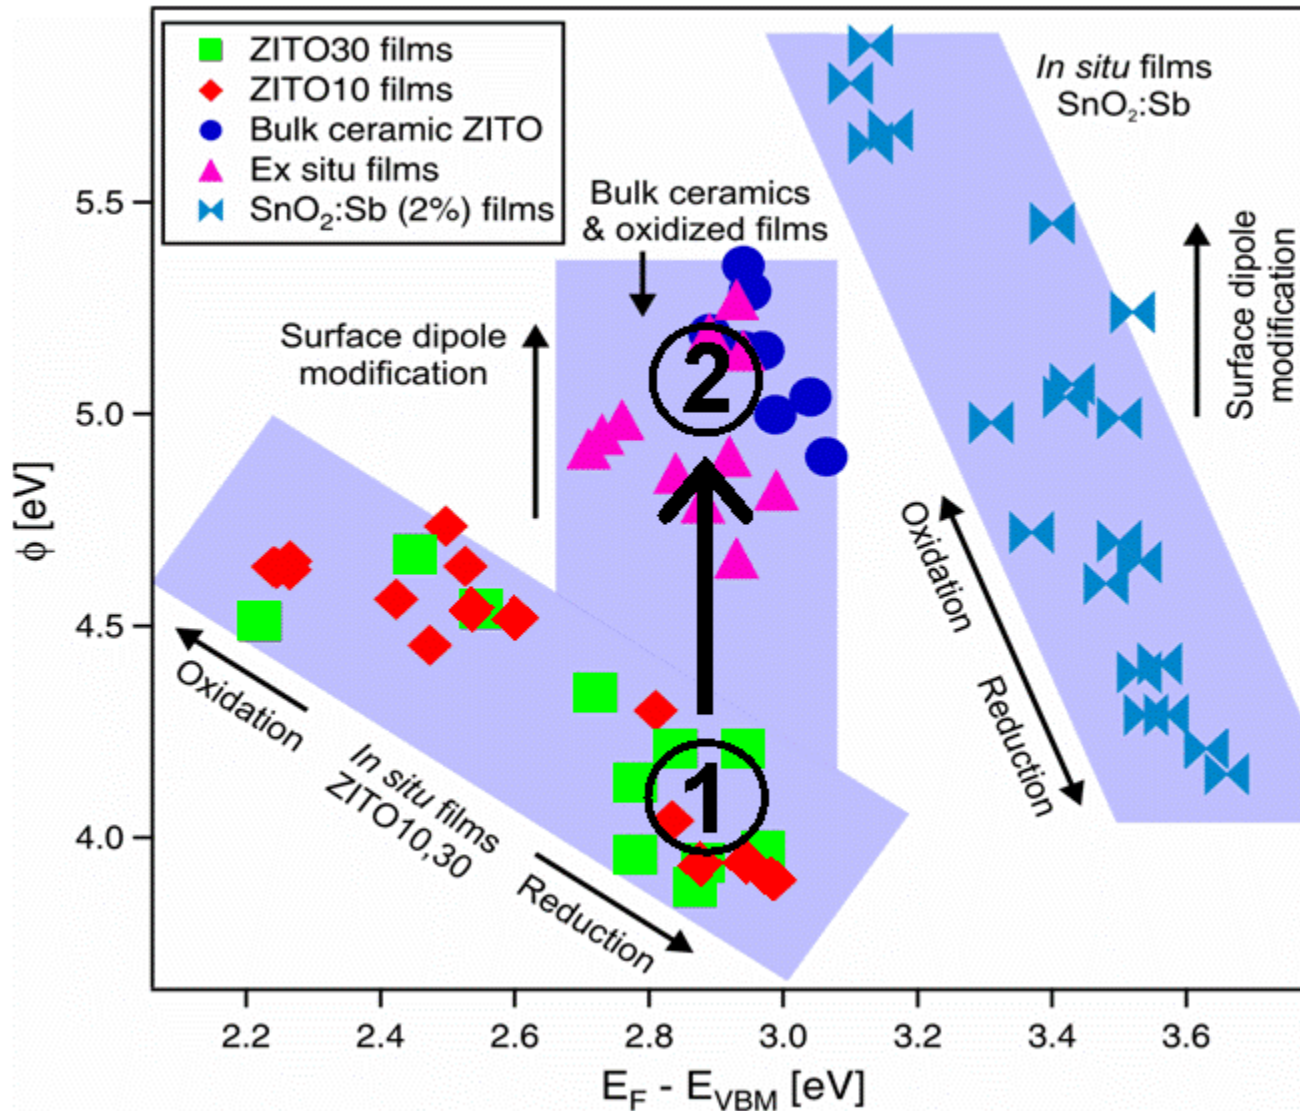 ZITO30 films
ZITO10 films
Bulk ceramic ZITO
Ex situ films
SnO₂:Sb (2%) films
In situ films
SnO₂:Sb
Bulk ceramics
& oxidized films
Surface dipole
modification
Surface dipole
modification
2
1
Oxidation
In situ films
ZITO10,30
Reduction
Oxidation
Reduction
5.5
5.0
4.5
4.0
ϕ [eV]
2.2 2.4 2.6 2.8 3.0 3.2 3.4 3.6
E_F - E_VBM [eV]